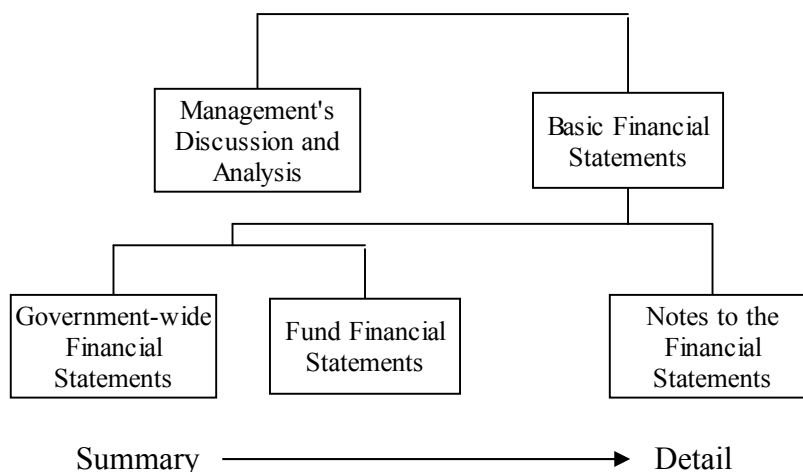 Management's
Discussion and
Analysis
Basic Financial
Statements
Government-wide
Financial
Statements
Fund Financial
Statements
Notes to the
Financial
Statements
Summary
Detail